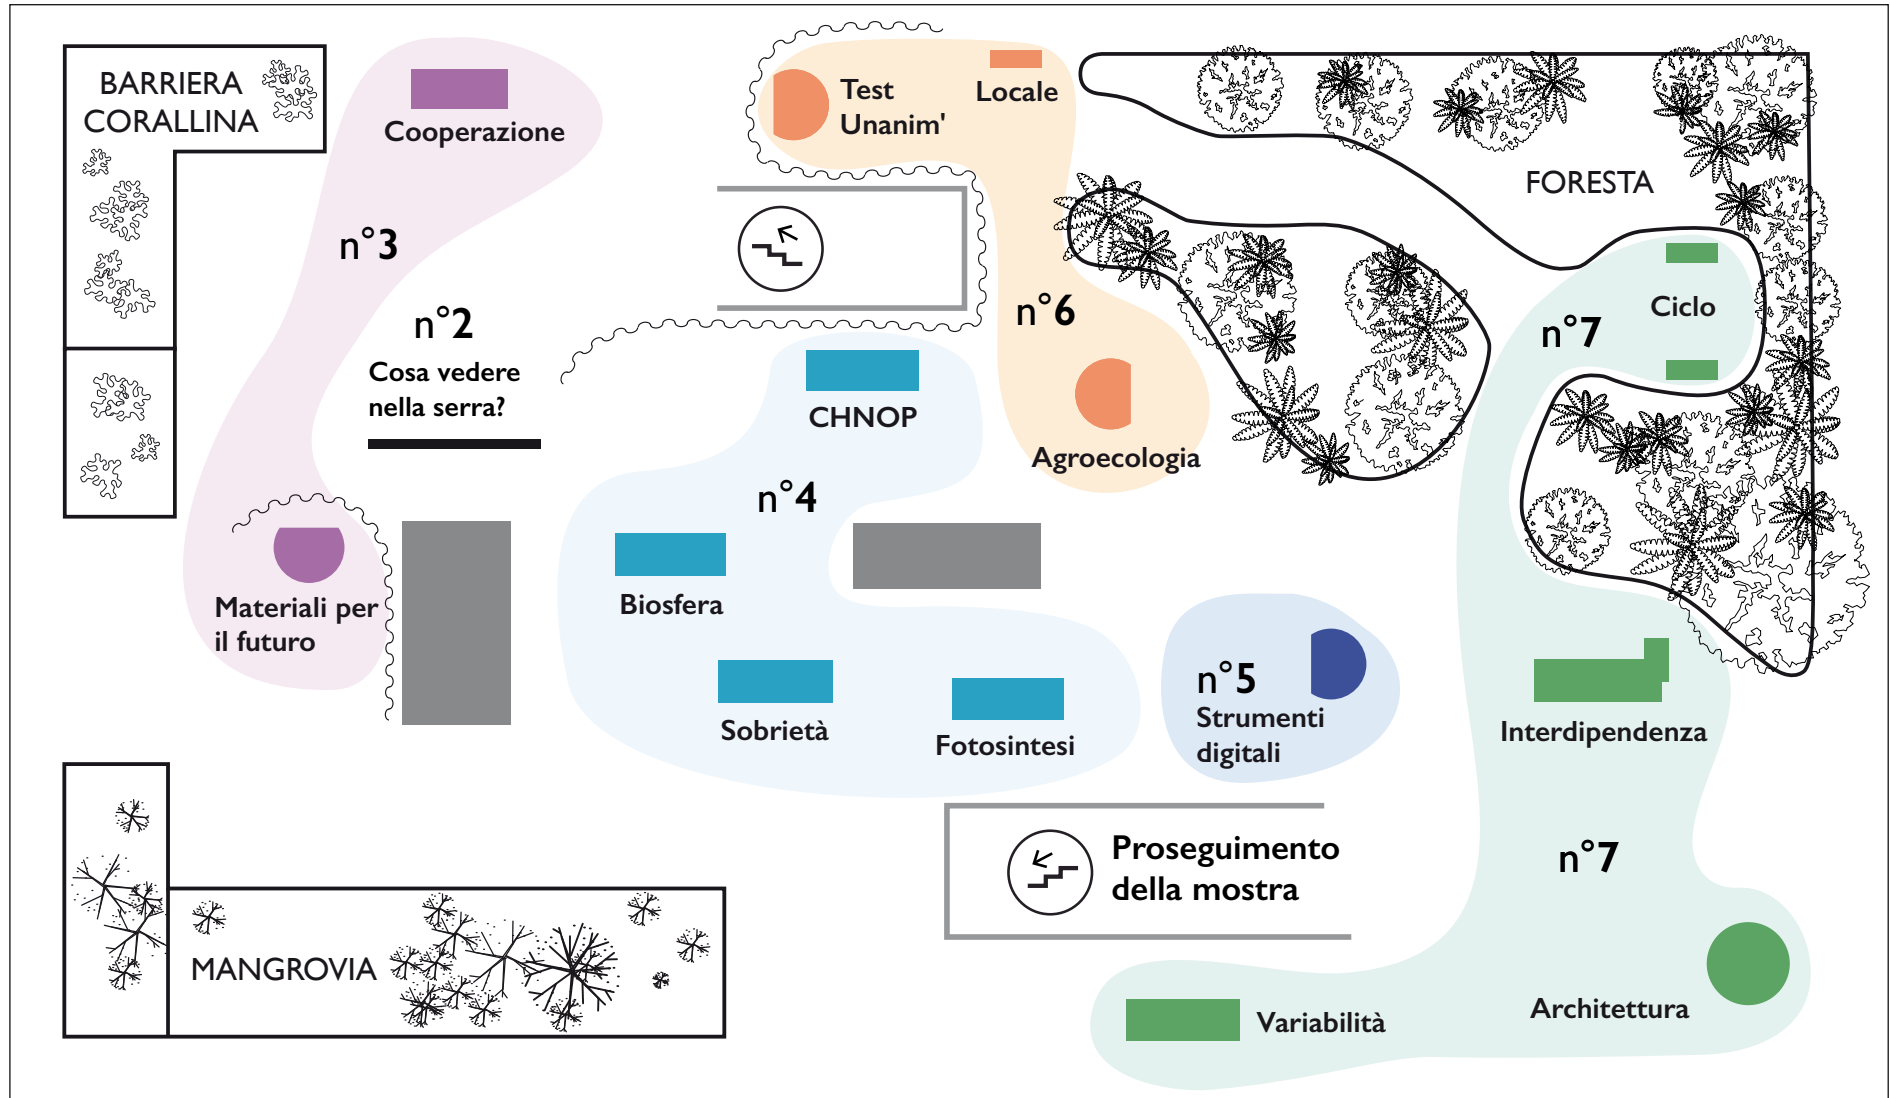 BARRIERA
CORALLINA
Cooperazione
n°3
n°2
Cosa vedere
nella serra?
Materiali per
il futuro
Test
Unanim'
Locale
n°6
Agroecologia
FORESTA
n°7
Ciclo
CHNOP
n°4
Biosfera
Sobrietà
Fotosintesi
n°5
Strumenti
digitali
Interdipendenza
n°7
Proseguimento
della mostra
MANGROVIA
Variabilità
Architettura